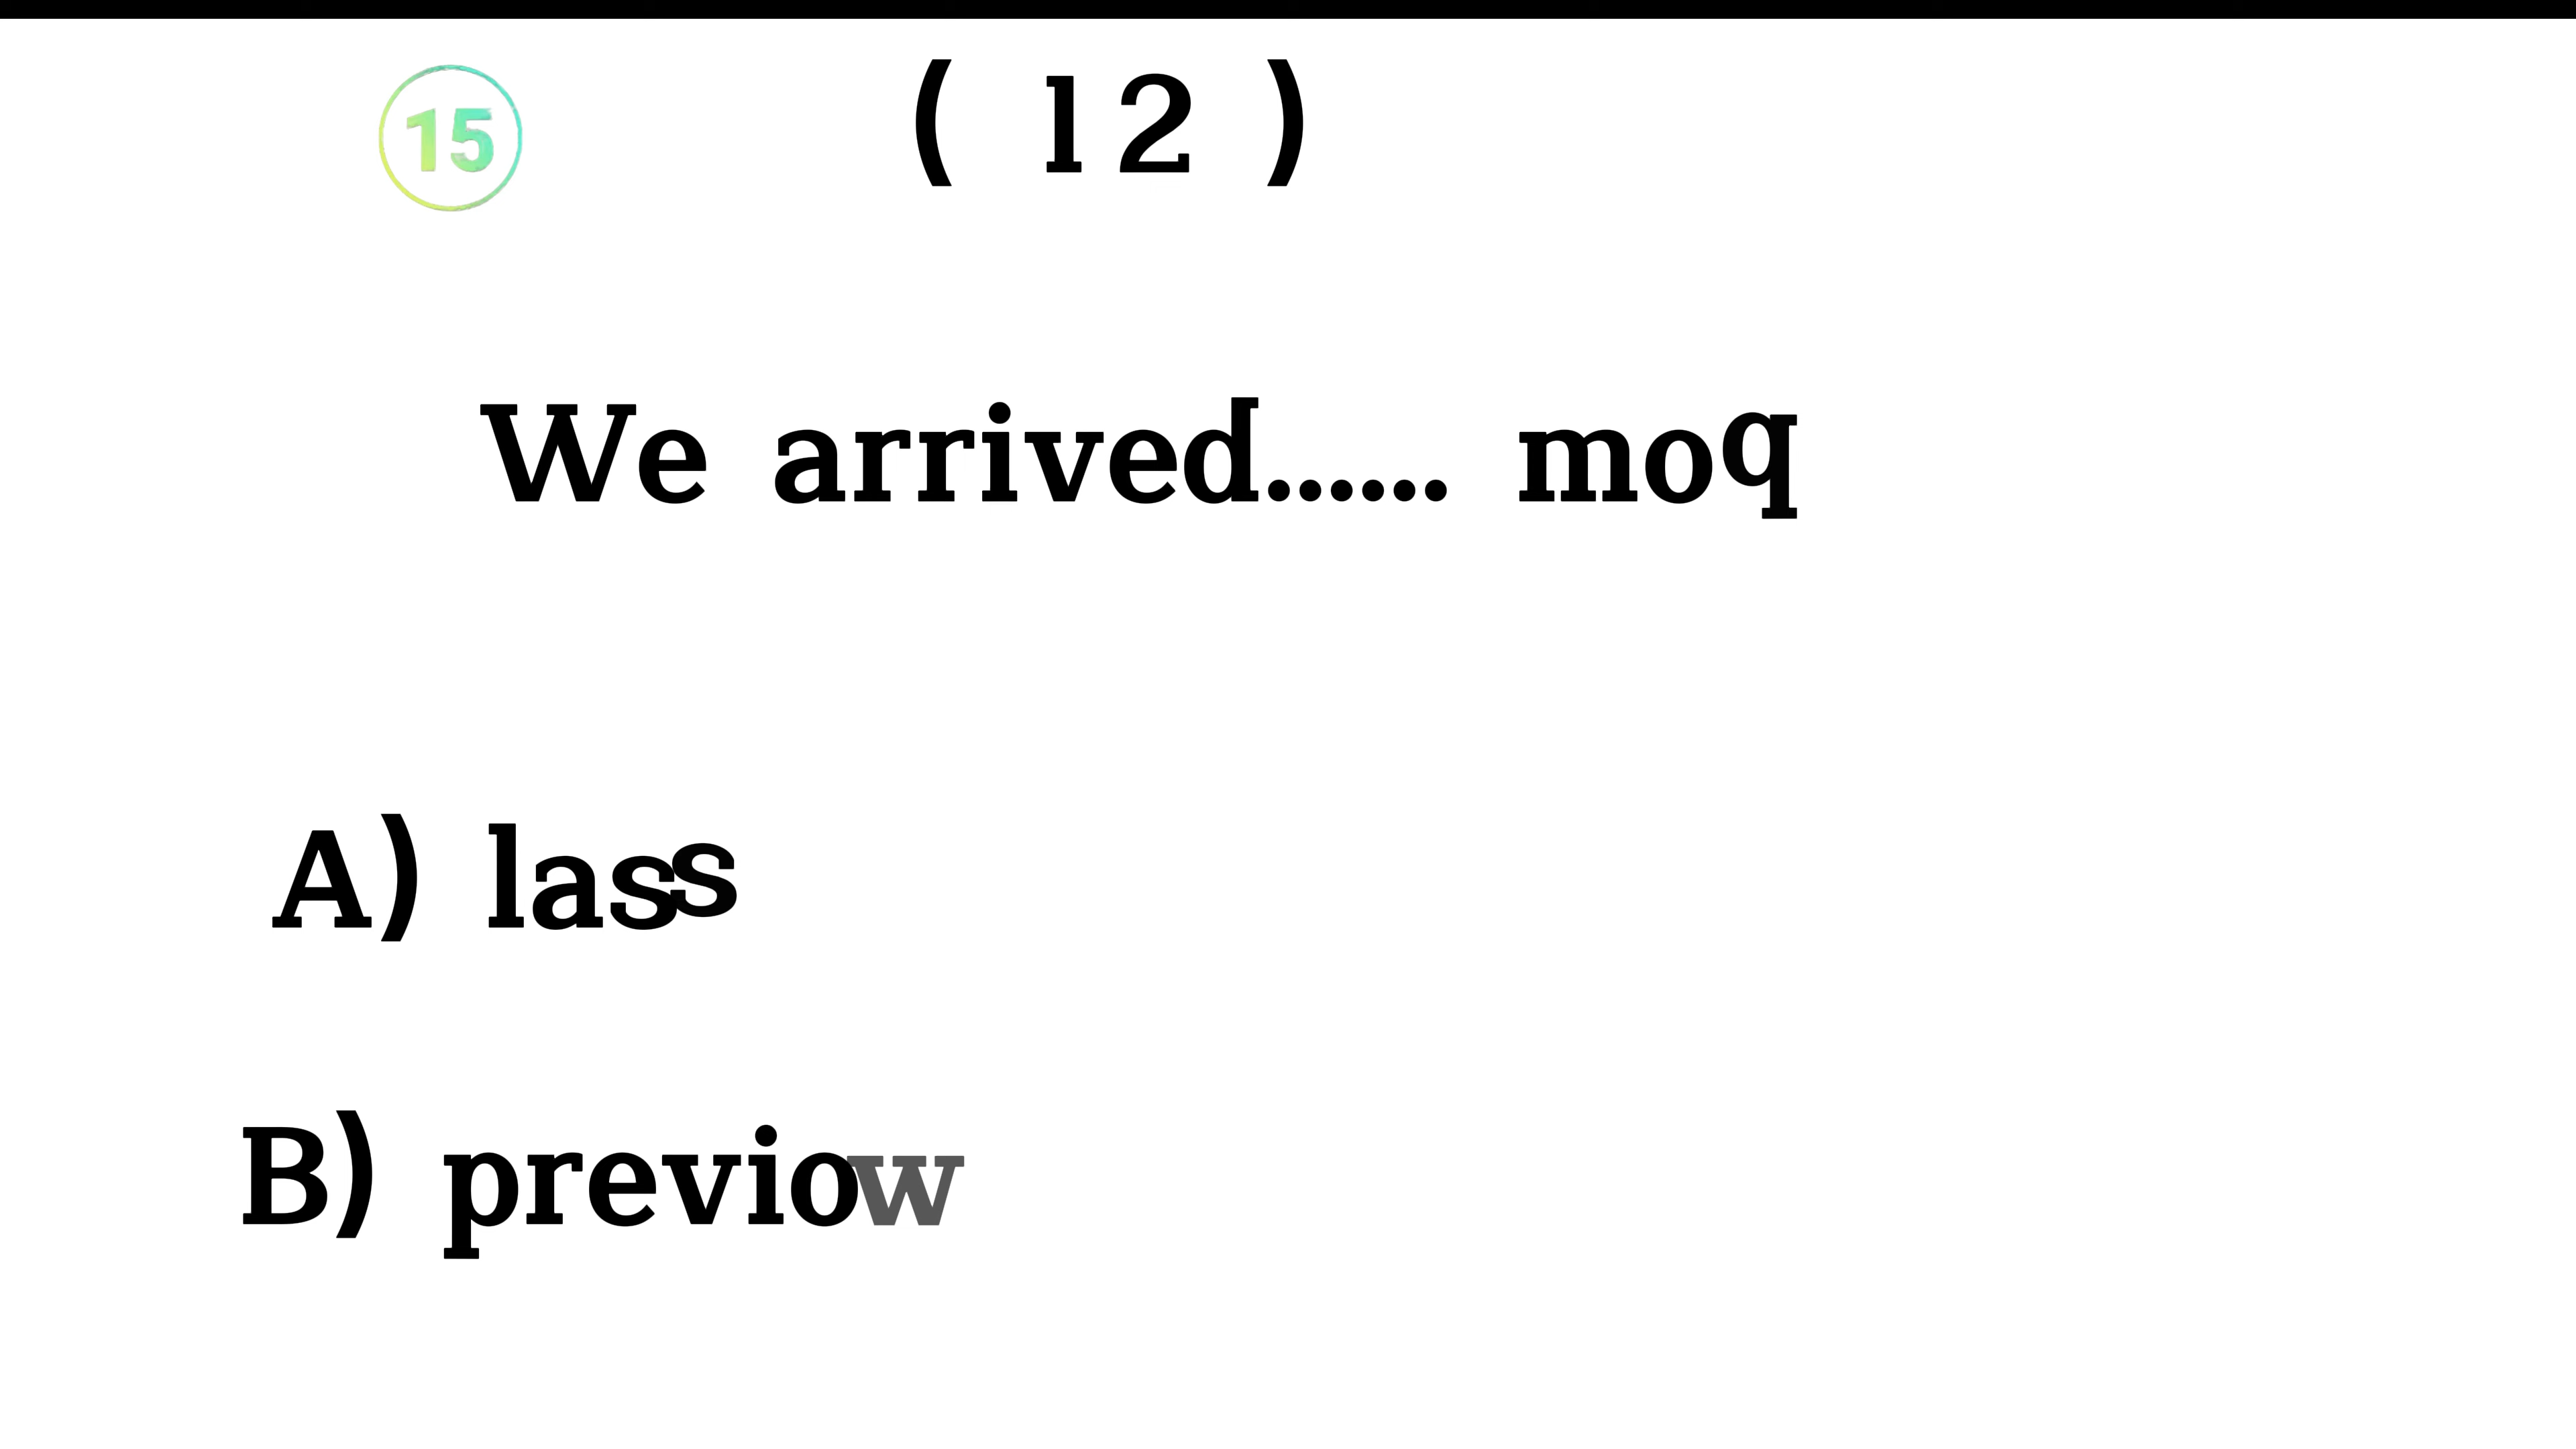 15
( 12 )
We arrived...... moq
A) lass
B) previow